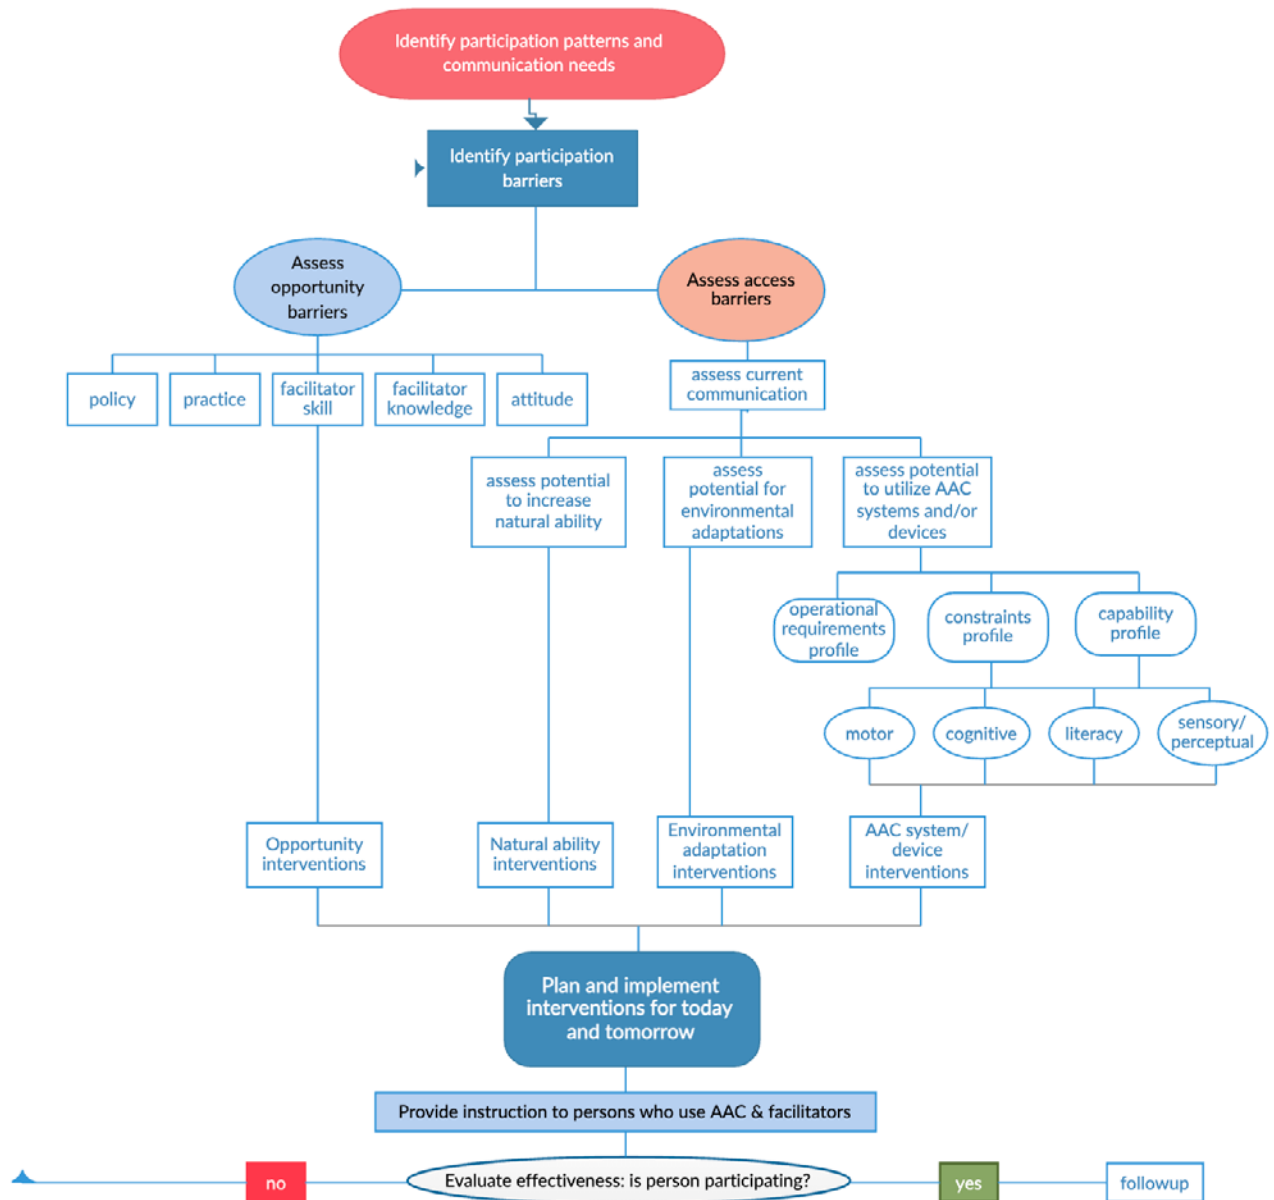 Identify participation patterns and
communication needs
Identify participation
barriers
Assess
opportunity
barriers
Assess access
barriers
policy
practice
facilitator
skill
facilitator
knowledge
attitude
assess current
communication
assess potential
to increase
natural ability
assess
potential for
environmental
adaptations
assess potential
to utilize AAC
systems and/or
devices
operational
requirements
profile
constraints
profile
capability
profile
motor
cognitive
literacy
sensory/
perceptual
Opportunity
interventions
Natural ability
interventions
Environmental
adaptation
interventions
AAC system/
device
interventions
Plan and implement
interventions for today
and tomorrow
Provide instruction to persons who use AAC & facilitators
no
Evaluate effectiveness: is person participating?
yes
followup